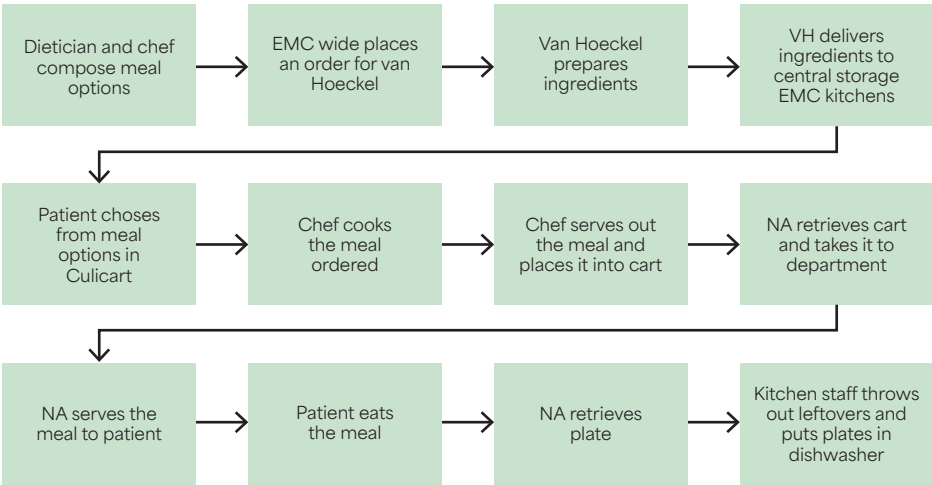 Dietician and chef
compose meal
options
EMC wide places
an order for van
Hoeckel
Van Hoeckel
prepares
ingredients
VH delivers
ingredients to
central storage
EMC kitchens
Patient choses
from meal
options in
Culicart
Chef cooks
the meal
ordered
Chef serves out
the meal and
places it into cart
NA retrieves cart
and takes it to
department
NA serves the
meal to patient
Patient eats
the meal
NA retrieves
plate
Kitchen staff throws
out leftovers and
puts plates in
dishwasher